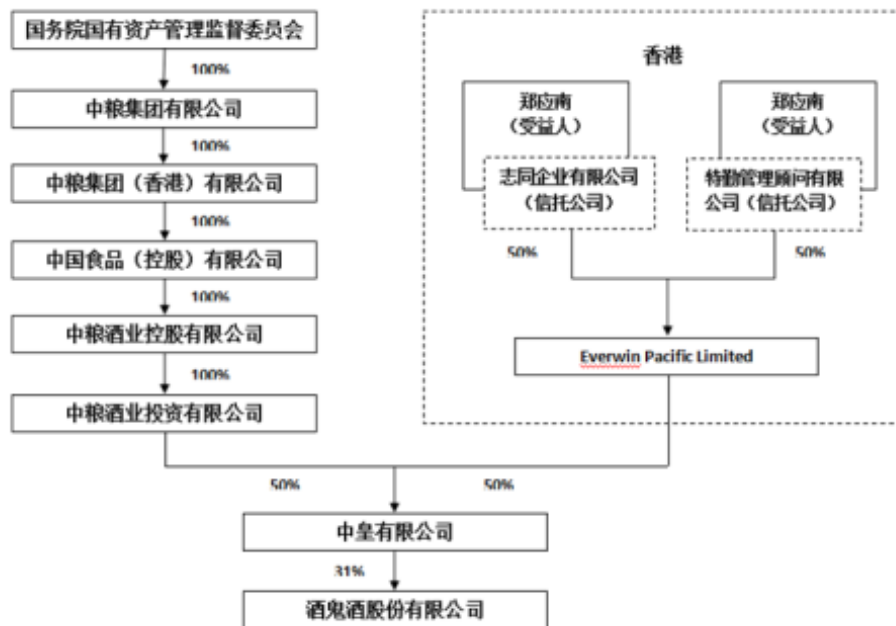 国务院国有资产管理监督委员会
100%
中粮集团有限公司
100%
中粮集团（香港）有限公司
100%
中国食品（控股）有限公司
100%
中粮酒业控股有限公司
100%
中粮酒业投资有限公司
香港
郑应南
（受益人）
志同企业有限公司
（信托公司）
50%
郑应南
（受益人）
特勤管理顾问有限
公司（信托公司）
50%
Everwin Pacific Limited
50%
50%
中皇有限公司
31%
酒鬼酒股份有限公司